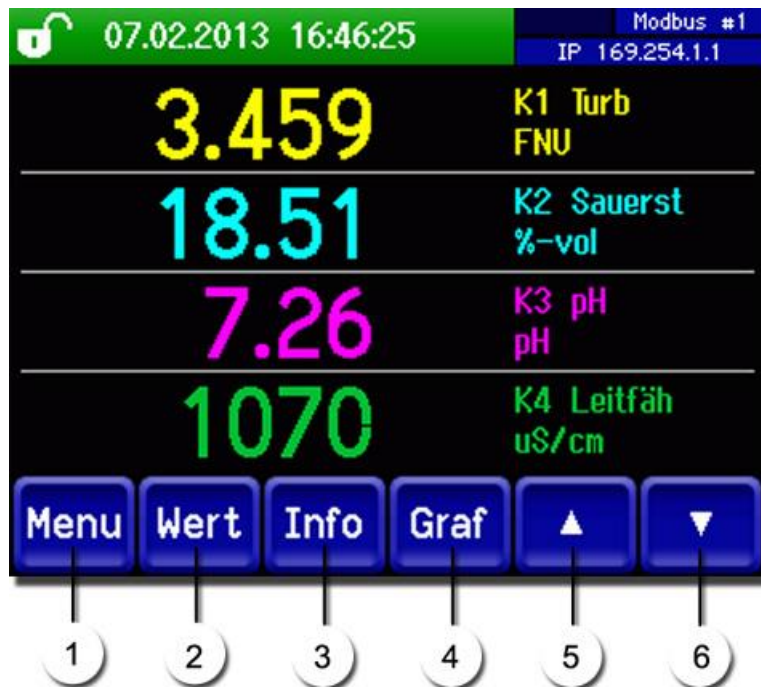 07.02.2013 16:46:25
Modbus #1
IP 169.254.1.1
3.459
K1 Turb
FNU
18.51
K2 Sauerst
%-vol
7.26
K3 pH
pH
1070
K4 Leitfäh
uS/cm
Menu Wert Info Graf ▲ ▼
1 2 3 4 5 6